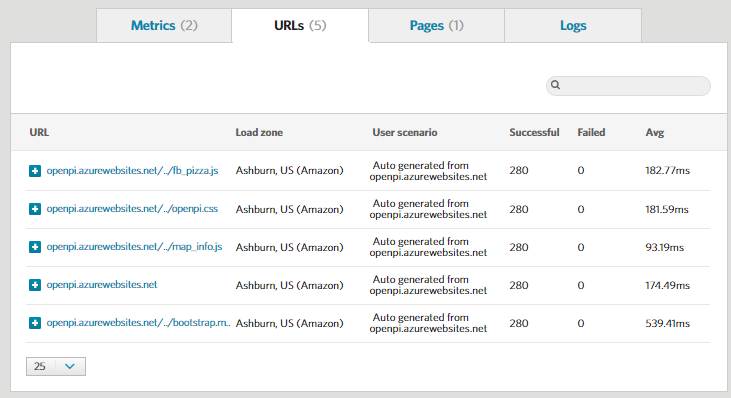 Metrics (2) URLs (5) Pages (1) Logs
URL Load zone User scenario Successful Failed Avg
openpi.azurewebsites.net/../fb_pizza.js Ashburn, US (Amazon) Auto generated from openpi.azurewebsites.net 280 0 182.77ms
openpi.azurewebsites.net/../openpi.css Ashburn, US (Amazon) Auto generated from openpi.azurewebsites.net 280 0 181.59ms
openpi.azurewebsites.net/../map_info.js Ashburn, US (Amazon) Auto generated from openpi.azurewebsites.net 280 0 93.19ms
openpi.azurewebsites.net Ashburn, US (Amazon) Auto generated from openpi.azurewebsites.net 280 0 174.49ms
openpi.azurewebsites.net/../bootstrap.m.. Ashburn, US (Amazon) Auto generated from openpi.azurewebsites.net 280 0 539.41ms
25